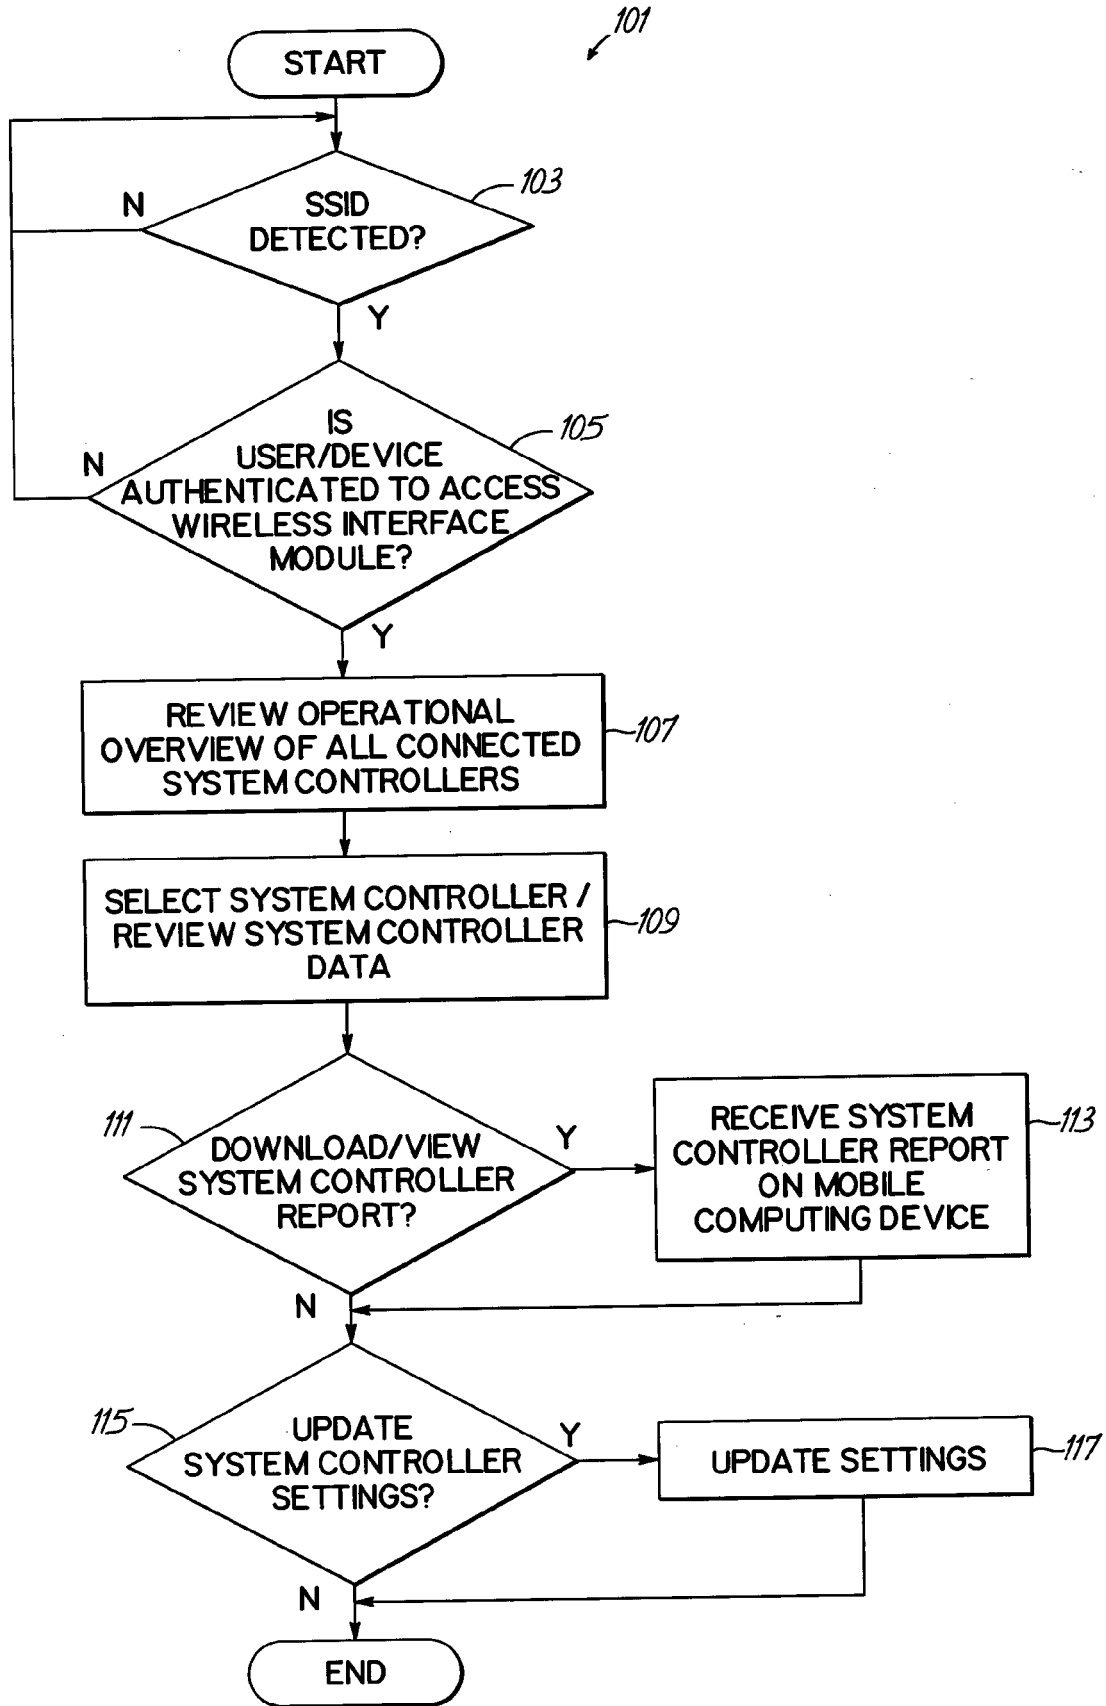 101
START
103
SSID
DETECTED?
N
Y
105
IS
USER/DEVICE
AUTHENTICATED TO ACCESS
WIRELESS INTERFACE
MODULE?
N
Y
107
REVIEW OPERATIONAL
OVERVIEW OF ALL CONNECTED
SYSTEM CONTROLLERS
109
SELECT SYSTEM CONTROLLER /
REVIEW SYSTEM CONTROLLER
DATA
111
DOWNLOAD/VIEW
SYSTEM CONTROLLER
REPORT?
Y
N
113
RECEIVE SYSTEM
CONTROLLER REPORT
ON MOBILE
COMPUTING DEVICE
115
UPDATE
SYSTEM CONTROLLER
SETTINGS?
Y
N
117
UPDATE SETTINGS
END